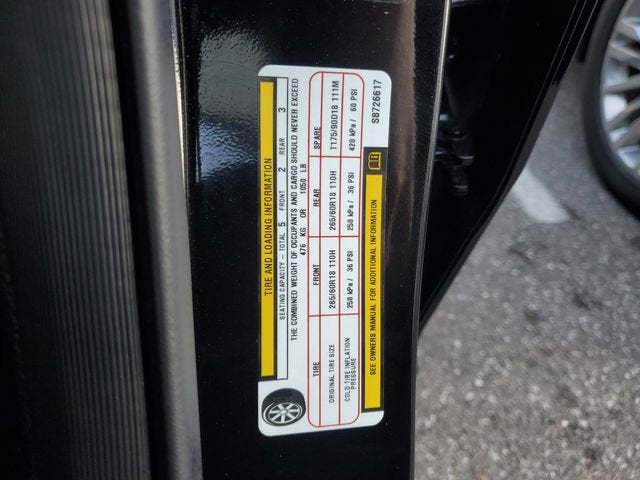 TIRE AND LOADING INFORMATION
SEATING CAPACITY - TOTAL 5 FRONT 2 REAR 3
THE COMBINED WEIGHT OF OCCUPANTS AND CARGO SHOULD NEVER EXCEED
476 KG OR 1050 LB
TIRE FRONT REAR SPARE
ORIGINAL TIRE SIZE 265/60R18 110H 265/60R18 110H T175/90D18 111M
COLD TIRE INFLATION PRESSURE 250 kPa / 36 PSI 250 kPa / 36 PSI 420 kPa / 60 PSI
SEE OWNERS MANUAL FOR ADDITIONAL INFORMATION
S8726617